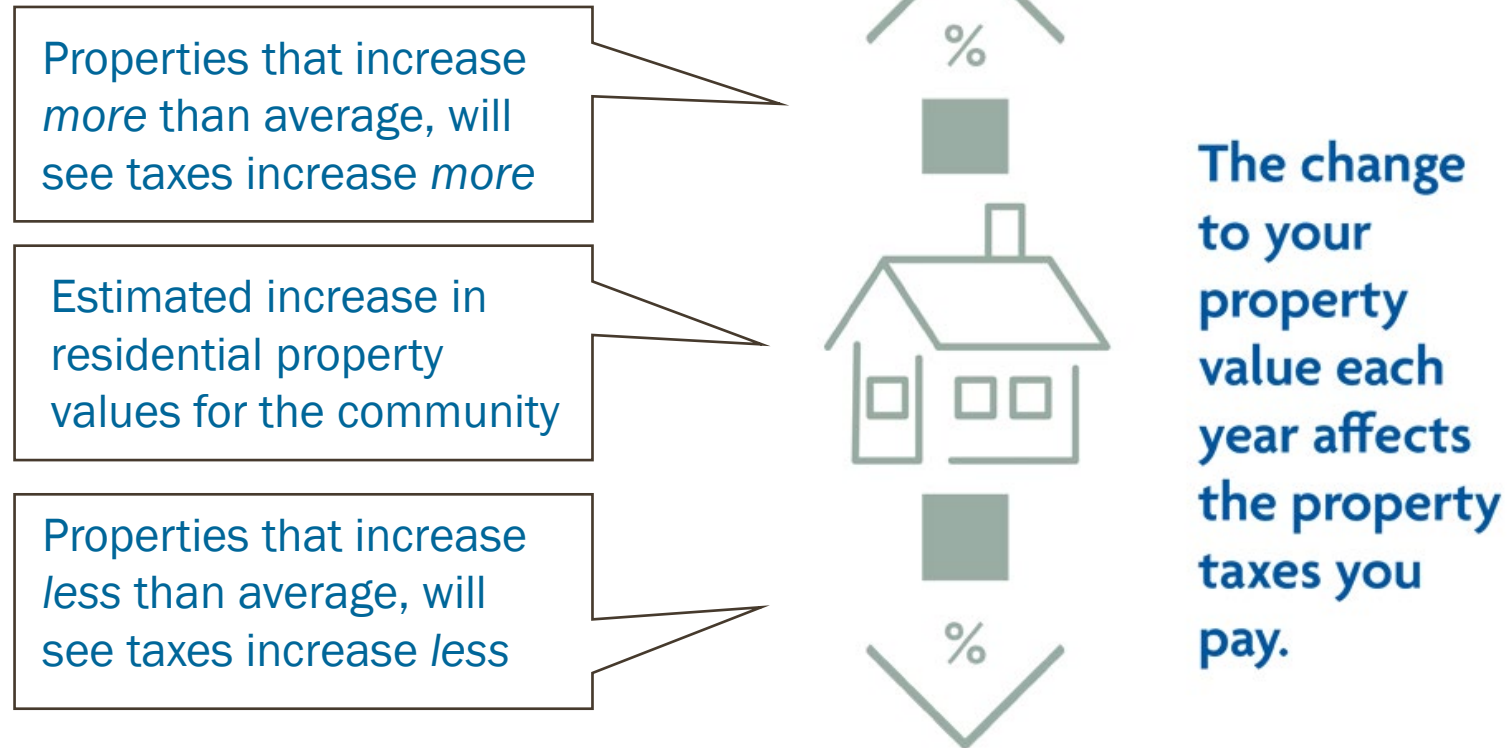 Properties that increase
more than average, will
see taxes increase more
Estimated increase in
residential property
values for the community
Properties that increase
less than average, will
see taxes increase less
%
%
The change
to your
property
value each
year affects
the property
taxes you
pay.